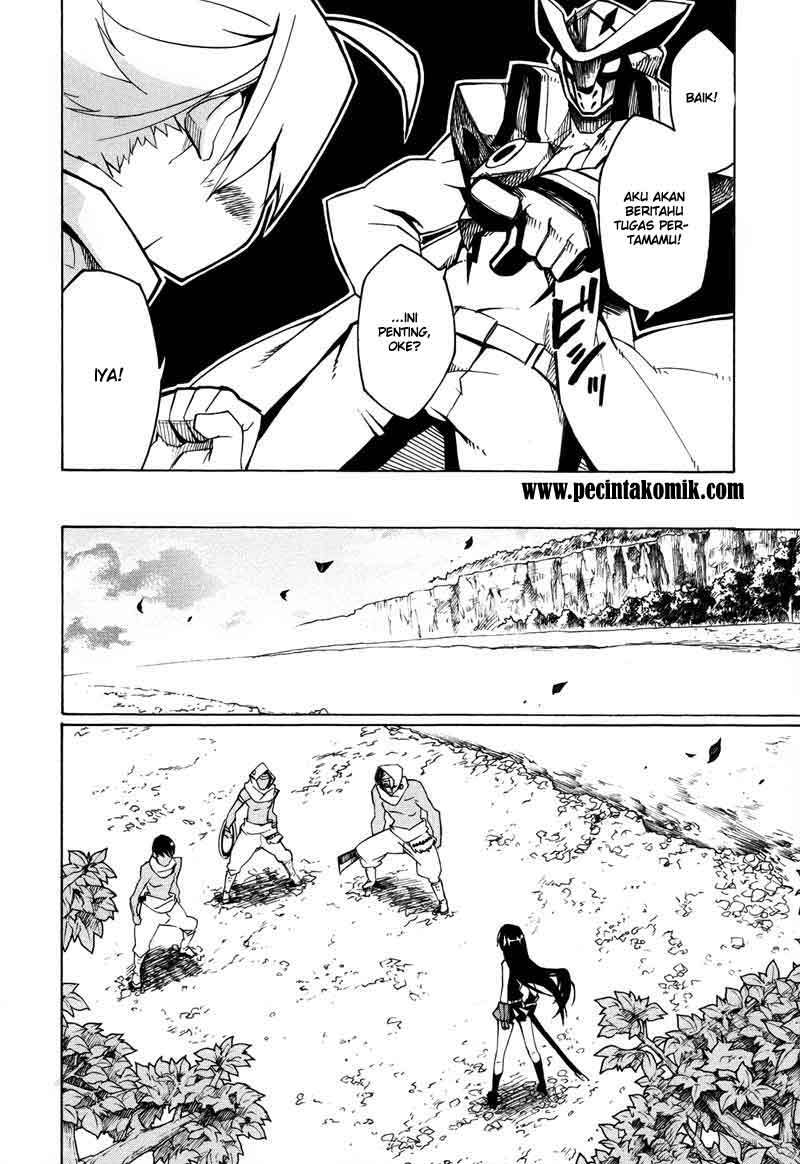 BAIK!
AKU AKAN
BERITAHU
TUGAS PER-
TAMAMU!
...INI
PENTING,
OKE?
IYA!
www.pecintakomik.com